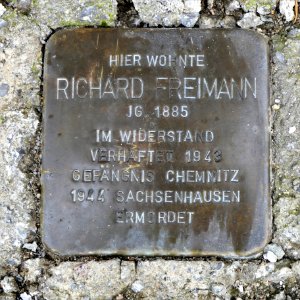 HIER WOHNTE
RICHARD FREIMANN
JG. 1885
IM WIDERSTAND
VERHAFTET 1943
GEFÄNGNIS CHEMNITZ
1944 SACHSENHAUSEN
ERMORDET